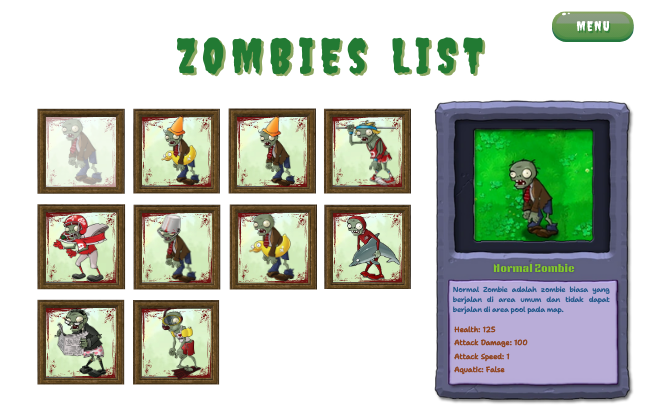 MENU
ZOMBIES LIST
Normal Zombie
Normal Zombie adalah zombie biasa yang
berjalan di area umum dan tidak dapat
berjalan di area pool pada map.
Health: 125
Attack Damage: 100
Attack Speed: 1
Aquatic: False